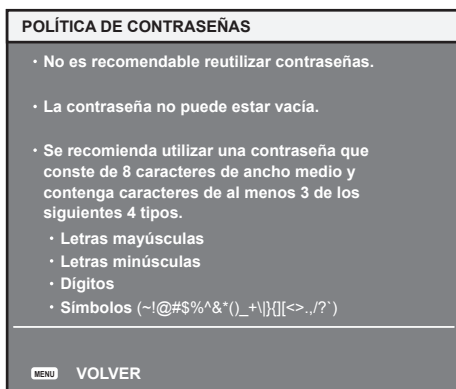 POLÍTICA DE CONTRASEÑAS
・No es recomendable reutilizar contraseñas.
・La contraseña no puede estar vacía.
・Se recomienda utilizar una contraseña que
conste de 8 caracteres de ancho medio y
contenga caracteres de al menos 3 de los
siguientes 4 tipos.
・Letras mayúsculas
・Letras minúsculas
・Dígitos
・Símbolos (~!@#$%^&*()_+\|}{][<>.,/?`)
MENU VOLVER